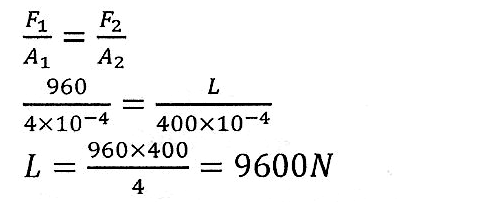 F₁/A₁ = F₂/A₂
960/4×10⁻⁴ = L/400×10⁻⁴
L = 960×400/4 = 9600N